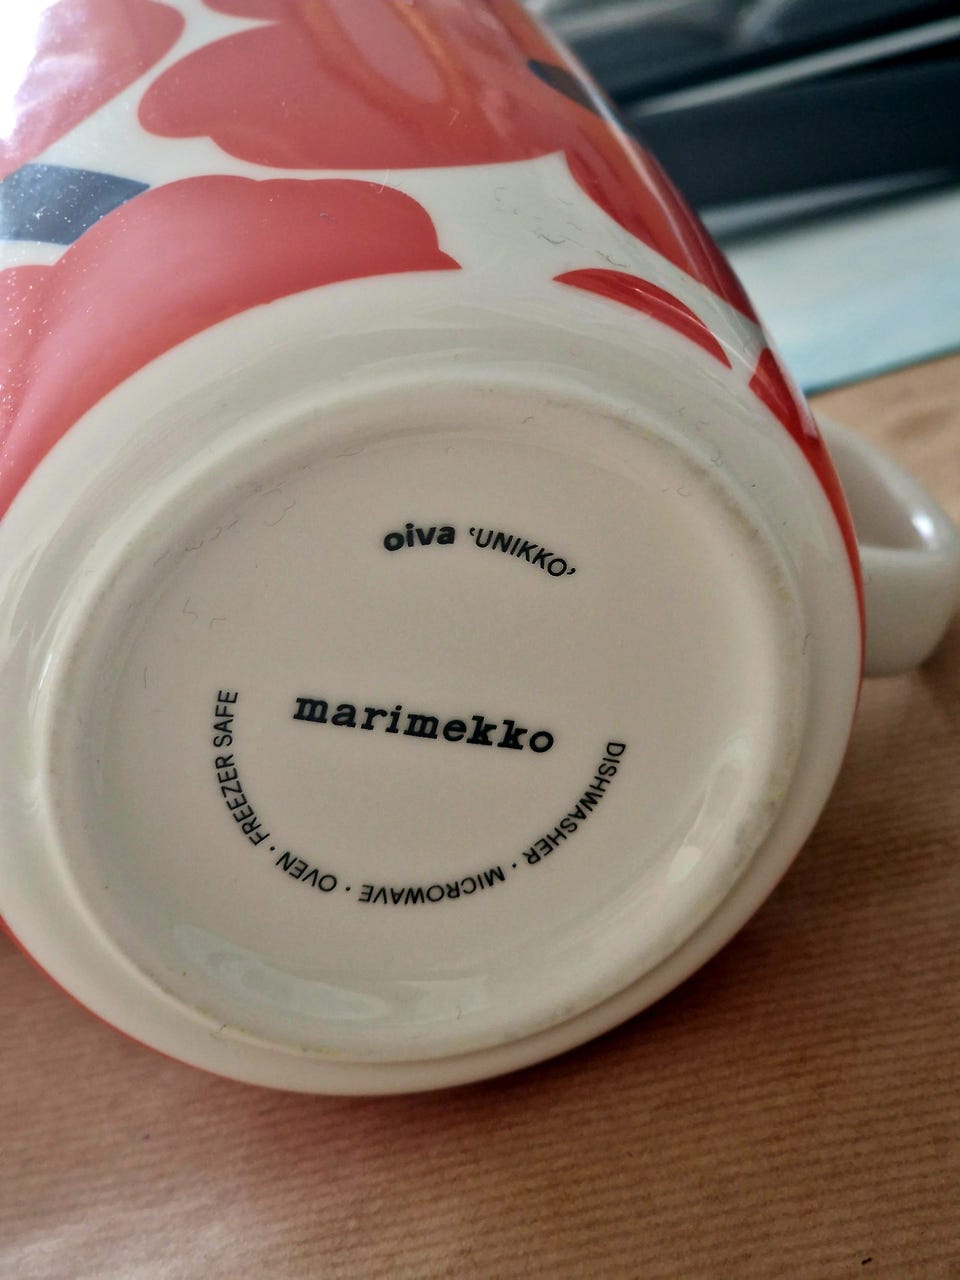 oiva ‘UNIKKO’
marimekko
DISHWASHER · MICROWAVE · OVEN · FREEZER SAFE